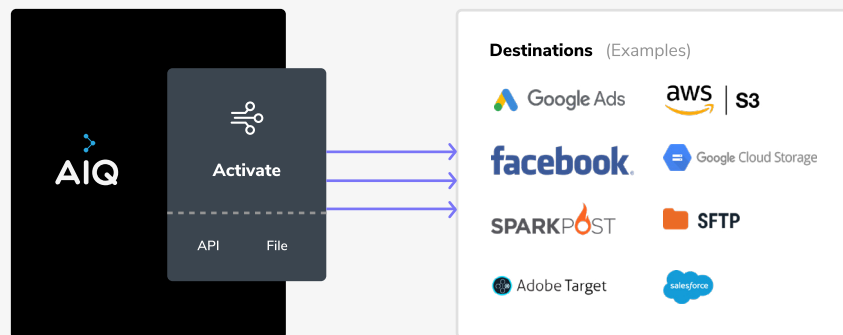 AIQ
Activate
API File
Destinations (Examples)
Google Ads
aws | S3
facebook.
Google Cloud Storage
SPARKPOST
SFTP
Adobe Target
salesforce